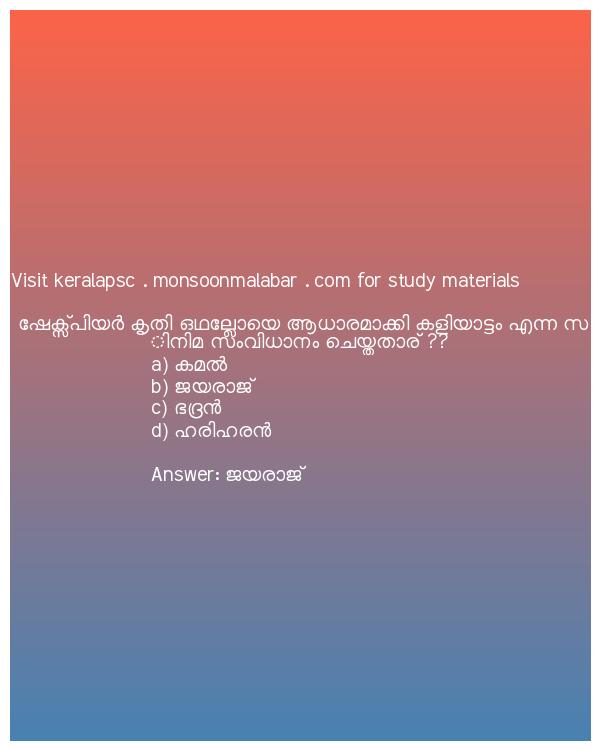 Visit keralapsc . monsoonmalabar . com for study materials
ഷേക്സ്പിയർ കൃതി ഒഥല്ലോയെ ആധാരമാക്കി കളിയാട്ടം എന്ന സ
ിനിമ സംവിധാനം ചെയ്തതാര് ??
a) കമൽ
b) ജയരാജ്
c) ഭദ്രൻ
d) ഹരിഹരൻ
Answer: ജയരാജ്